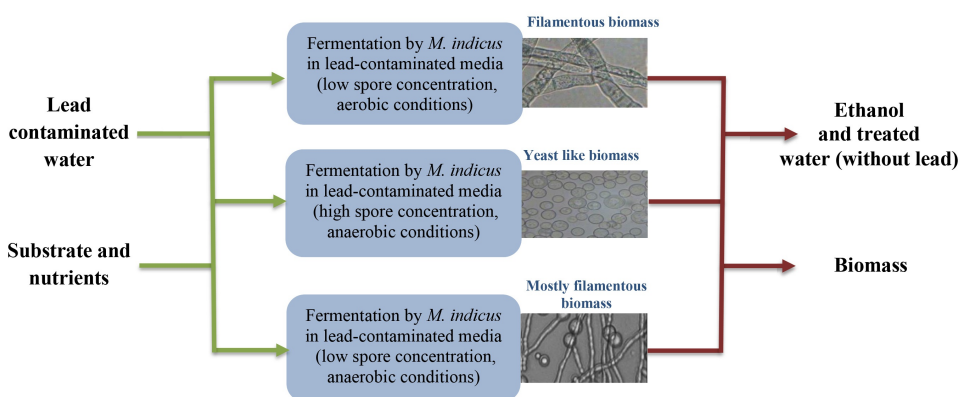 Lead
contaminated
water
Substrate and
nutrients
Fermentation by M. indicus
in lead-contaminated media
(low spore concentration,
aerobic conditions)
Filamentous biomass
Fermentation by M. indicus
in lead-contaminated media
(high spore concentration,
anaerobic conditions)
Yeast like biomass
Fermentation by M. indicus
in lead-contaminated media
(low spore concentration,
anaerobic conditions)
Mostly filamentous
biomass
Ethanol
and treated
water (without lead)
Biomass